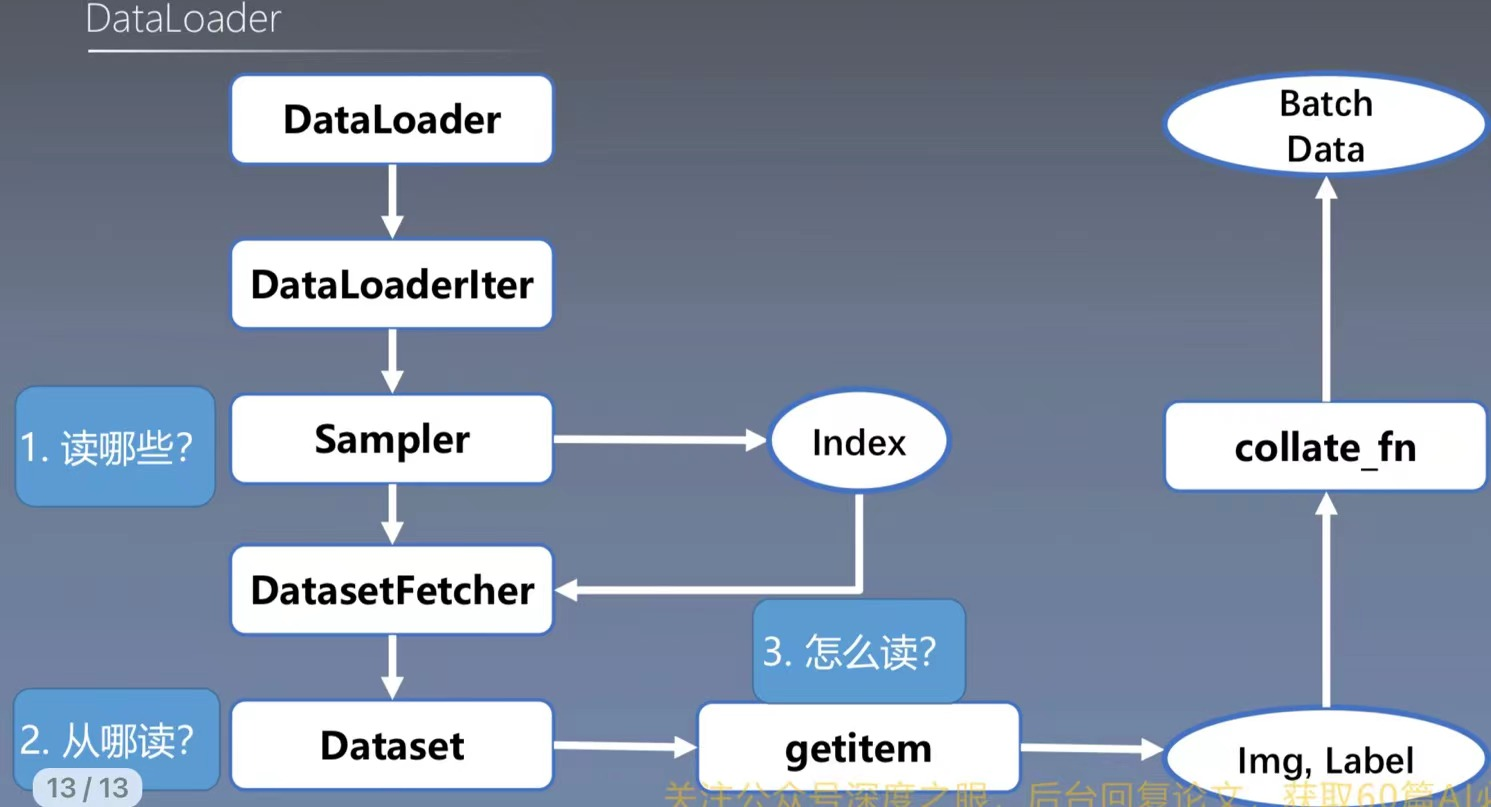 DataLoader
DataLoader
DataLoaderIter
1. 读哪些?
Sampler
Index
DatasetFetcher
2. 从哪读?
Dataset
3. 怎么读?
getitem
Img, Label
collate_fn
Batch
Data
13 / 13
关注公众号深度之眼，后台回复论文，获取60篇AI必